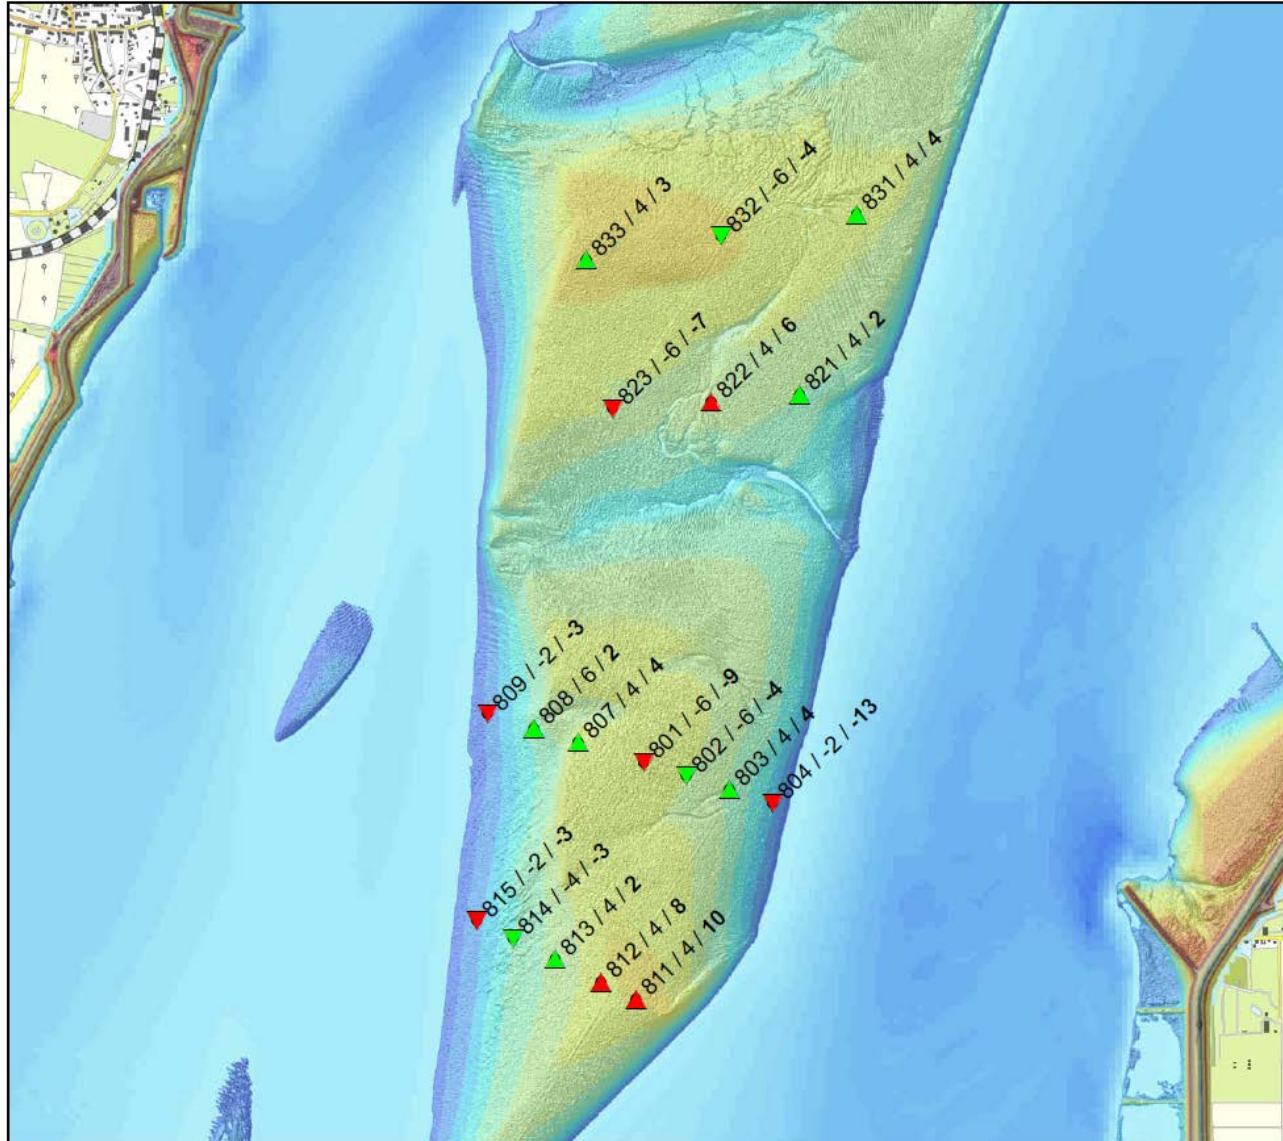 831 / 4 / 4
832 / -6 / -4
833 / 4 / 3
823 / -6 / -7
822 / 4 / 6
821 / 4 / 2
809 / -2 / -3
808 / 6 / 2
807 / 4 / 4
801 / -6 / -9
802 / -6 / -4
803 / 4 / 4
804 / -2 / -13
815 / -2 / -3
814 / -4 / -3
813 / 4 / 2
812 / 4 / 8
811 / 4 / 10